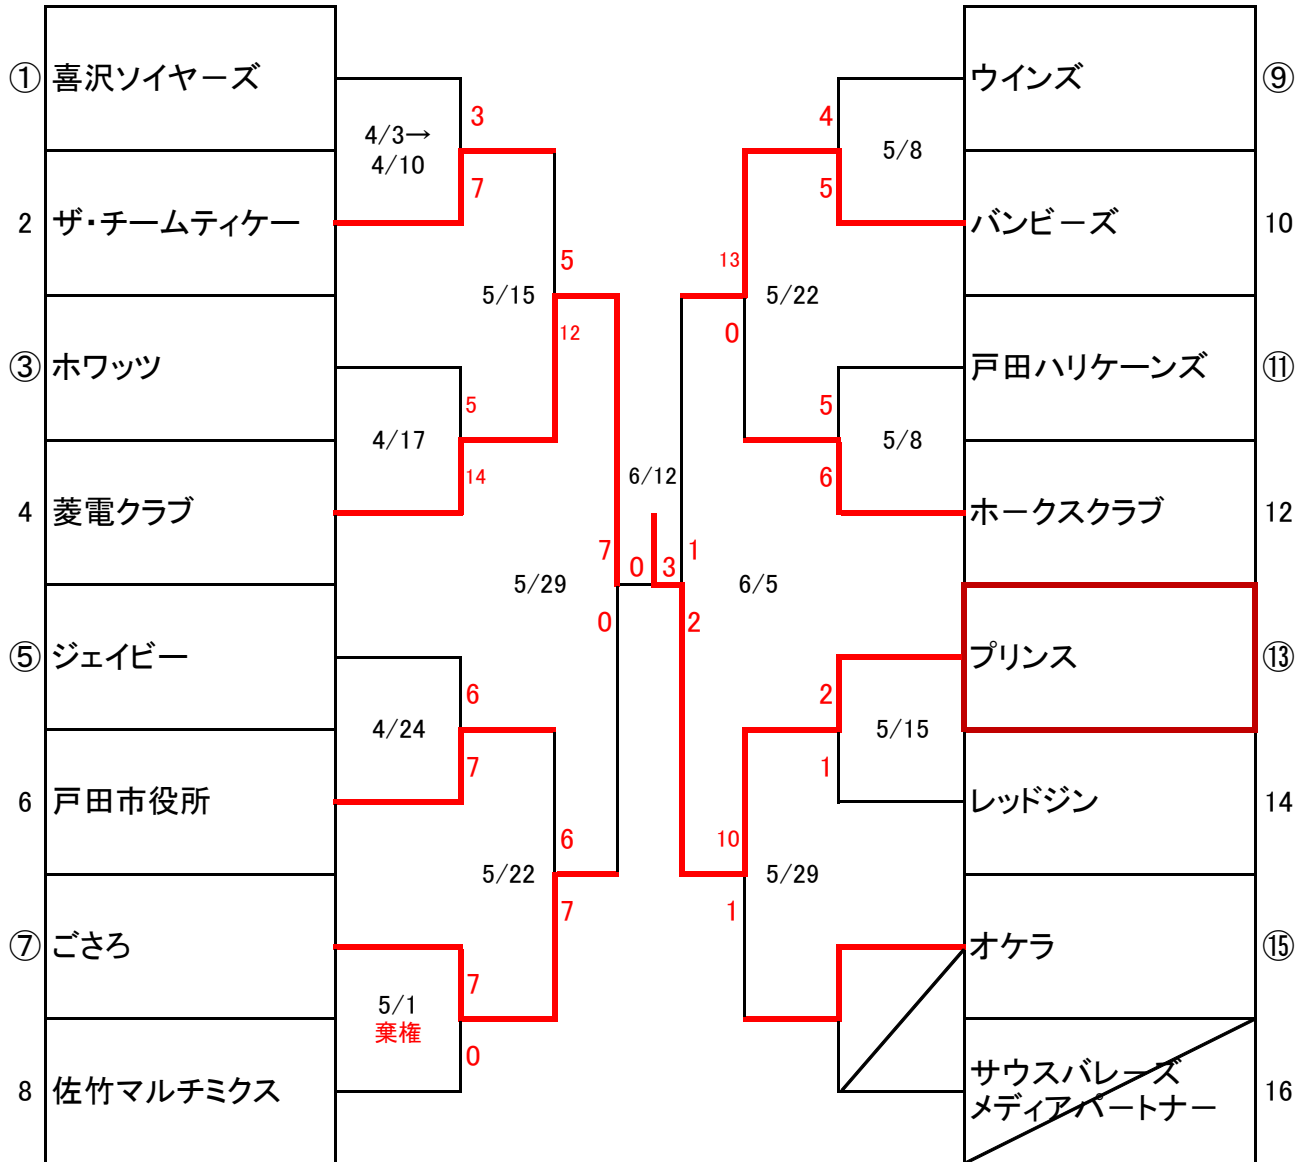 ① 喜沢ソイヤーズ
2 ザ・チームティケー
③ ホワッツ
4 菱電クラブ
⑤ ジェイビー
6 戸田市役所
⑦ ごさろ
8 佐竹マルチミクス
4/3→
4/10
3
7
4/17
5
14
4/24
6
7
5/1
棄権
7
0
5/15
5
12
5/22
6
7
5/29
7
0
6/12
0 3
6/5
1
2
5/22
13
0
5/29
10
1
5/8
4
5
5/8
5
6
5/15
2
1
ウインズ ⑨
バンビーズ 10
戸田ハリケーンズ ⑪
ホークスクラブ 12
プリンス ⑬
レッドジン 14
オケラ ⑮
サウスバレーズ
メディアパートナー 16